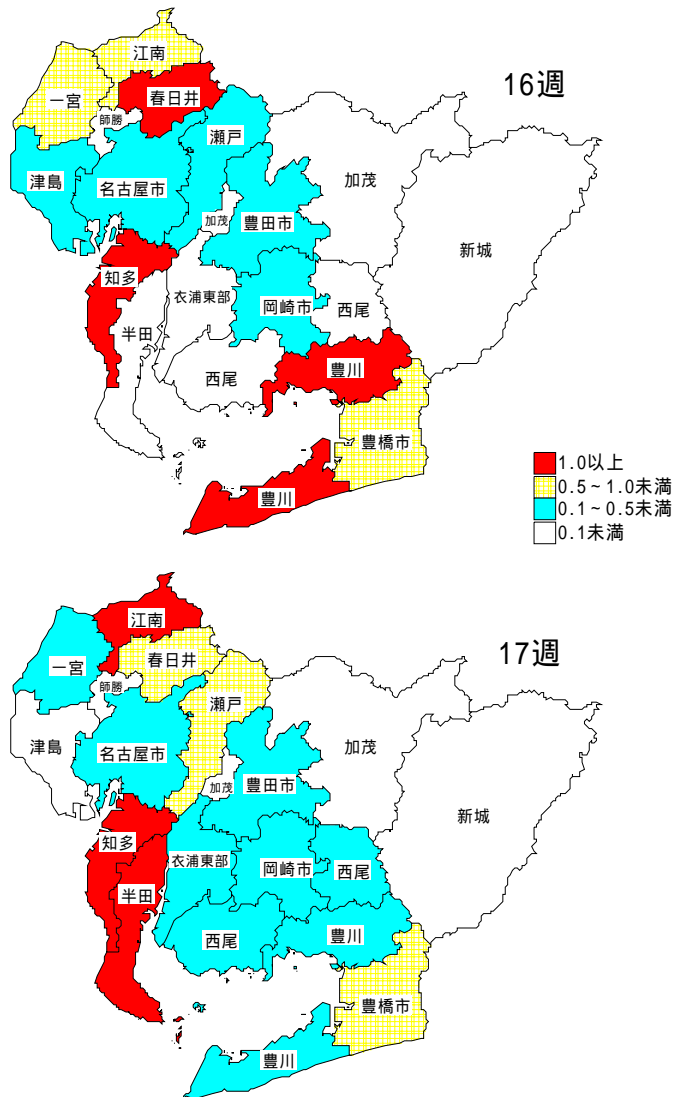 16週
江南
一宮
春日井
師勝
瀬戸
津島
名古屋市
加茂
加茂
豊田市
新城
知多
衣浦東部
岡崎市
西尾
半田
西尾
豊川
豊橋市
豊川
1.0以上
0.5~1.0未満
0.1~0.5未満
0.1未満
17週
江南
一宮
春日井
師勝
瀬戸
津島
名古屋市
加茂
加茂
豊田市
新城
知多
衣浦東部
岡崎市
西尾
半田
西尾
豊川
豊橋市
豊川